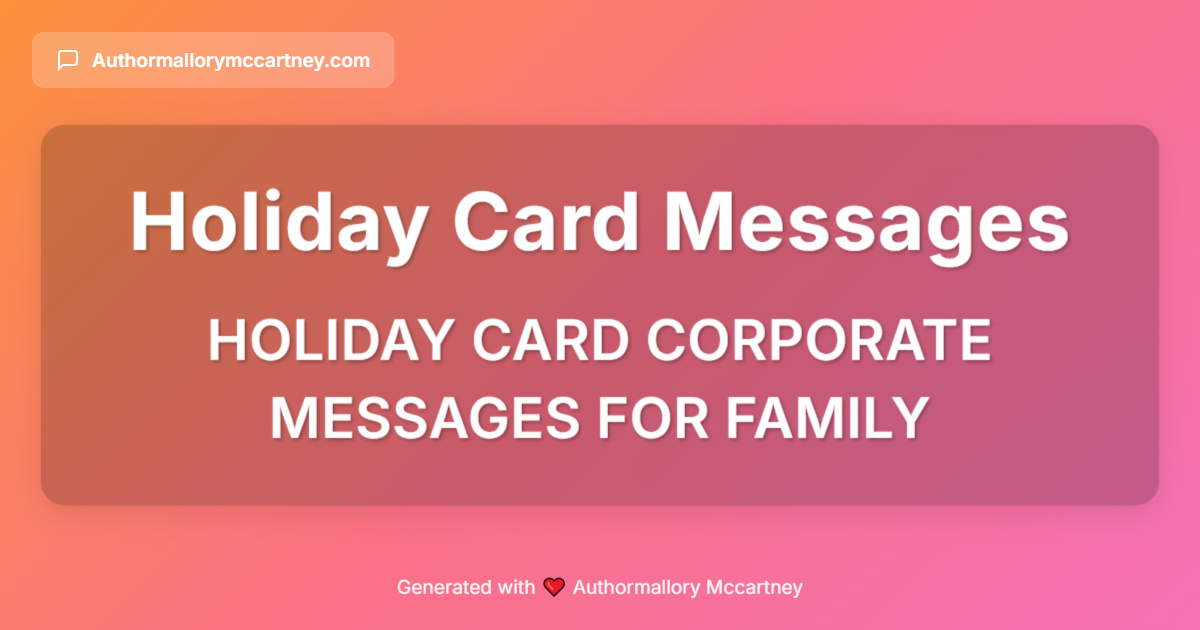 Authormallorymccartney.com
Holiday Card Messages
HOLIDAY CARD CORPORATE
MESSAGES FOR FAMILY
Generated with ❤️ Authormallory Mccartney